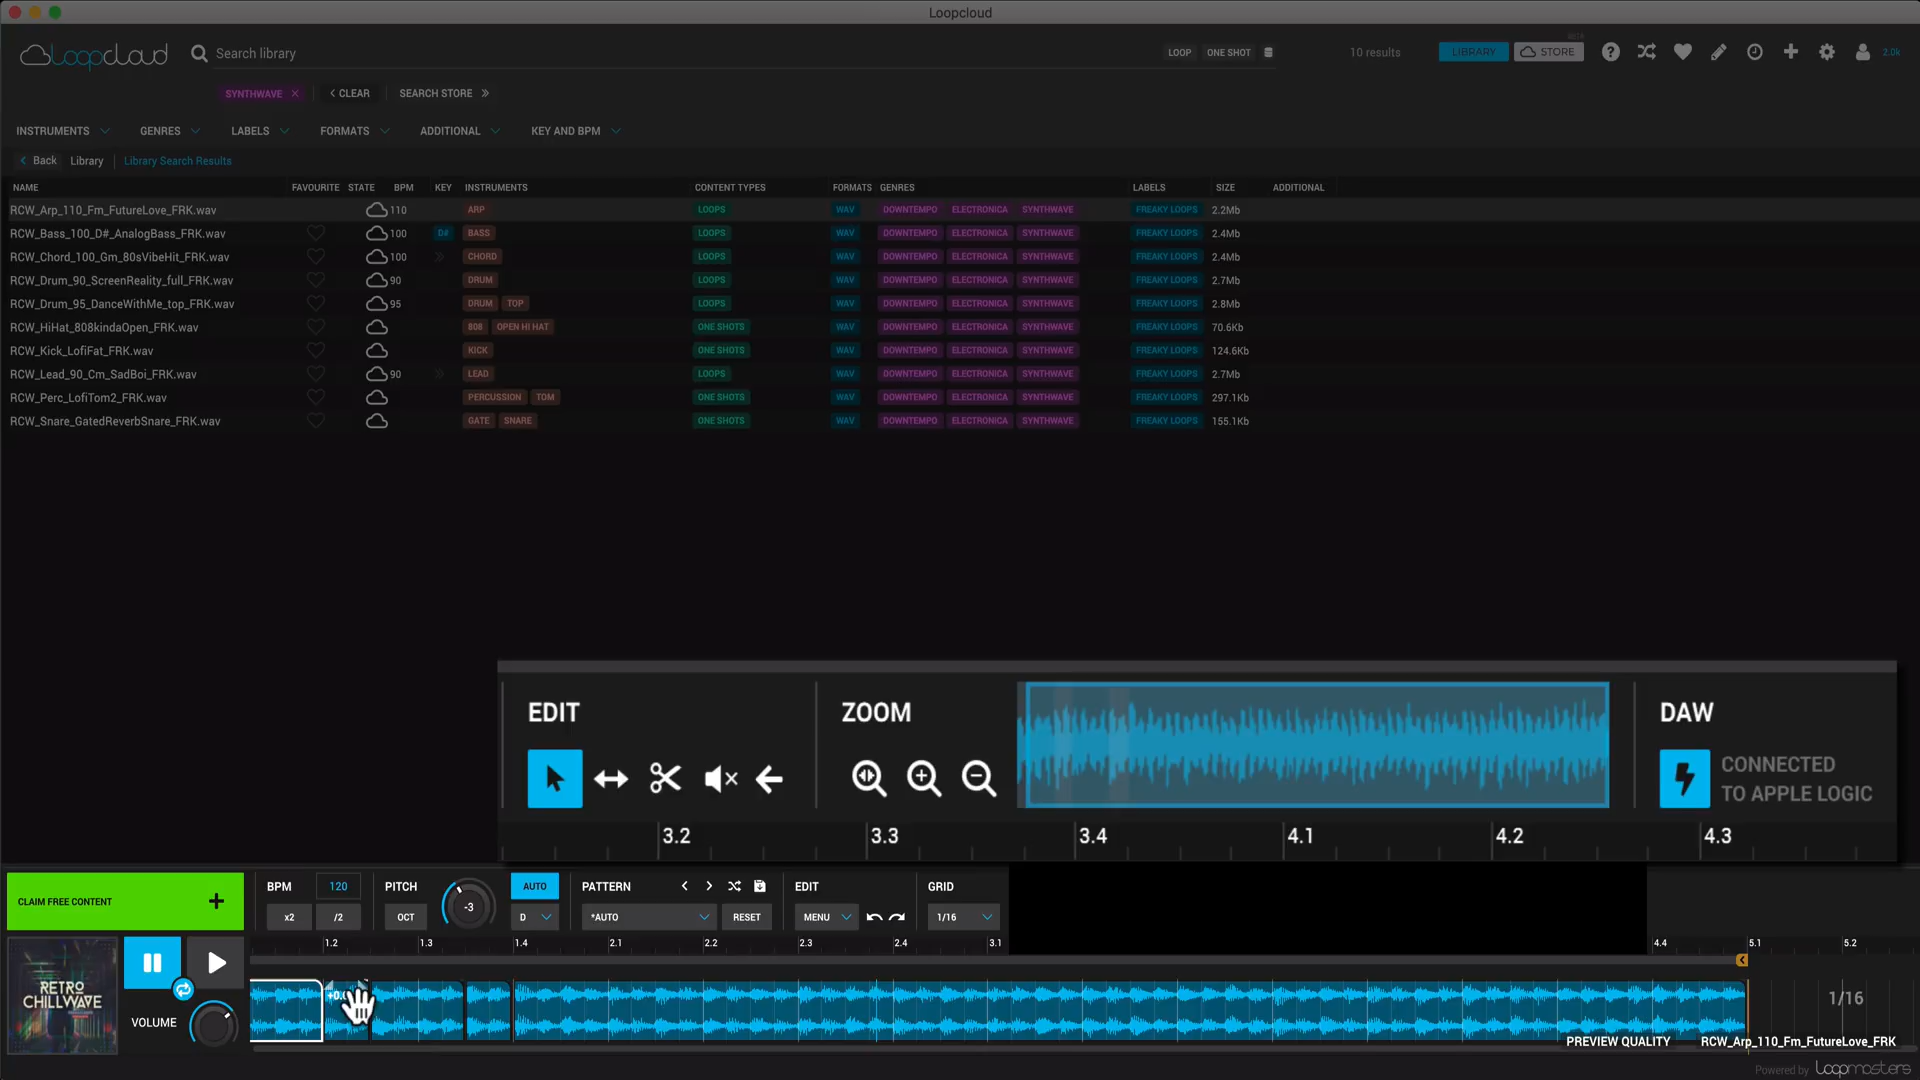 Loopcloud
Loopcloud Search library LOOP ONE SHOT 10 results LIBRARY STORE 2.0k
SYNTHWAVE × CLEAR SEARCH STORE
INSTRUMENTS GENRES LABELS FORMATS ADDITIONAL KEY AND BPM
Back Library Library Search Results
NAME FAVOURITE STATE BPM KEY INSTRUMENTS CONTENT TYPES FORMATS GENRES LABELS SIZE ADDITIONAL
RCW_Arp_110_Fm_FutureLove_FRK.wav 110 ARP LOOPS WAV DOWNTEMPO ELECTRONICA SYNTHWAVE FREAKY LOOPS 2.2Mb
RCW_Bass_100_D#_AnalogBass_FRK.wav 100 D# BASS LOOPS WAV DOWNTEMPO ELECTRONICA SYNTHWAVE FREAKY LOOPS 2.4Mb
RCW_Chord_100_Gm_80sVibeHit_FRK.wav 100 CHORD LOOPS WAV DOWNTEMPO ELECTRONICA SYNTHWAVE FREAKY LOOPS 2.4Mb
RCW_Drum_90_ScreenReality_full_FRK.wav 90 DRUM LOOPS WAV DOWNTEMPO ELECTRONICA SYNTHWAVE FREAKY LOOPS 2.7Mb
RCW_Drum_95_DanceWithMe_top_FRK.wav 95 DRUM TOP LOOPS WAV DOWNTEMPO ELECTRONICA SYNTHWAVE FREAKY LOOPS 2.8Mb
RCW_HiHat_808kindaOpen_FRK.wav 808 OPEN HI HAT ONE SHOTS WAV DOWNTEMPO ELECTRONICA SYNTHWAVE FREAKY LOOPS 70.6Kb
RCW_Kick_LofiFat_FRK.wav KICK ONE SHOTS WAV DOWNTEMPO ELECTRONICA SYNTHWAVE FREAKY LOOPS 124.6Kb
RCW_Lead_90_Cm_SadBoi_FRK.wav 90 LEAD LOOPS WAV DOWNTEMPO ELECTRONICA SYNTHWAVE FREAKY LOOPS 2.7Mb
RCW_Perc_LofiTom2_FRK.wav PERCUSSION TOM ONE SHOTS WAV DOWNTEMPO ELECTRONICA SYNTHWAVE FREAKY LOOPS 297.1Kb
RCW_Snare_GatedReverbSnare_FRK.wav GATE SNARE ONE SHOTS WAV DOWNTEMPO ELECTRONICA SYNTHWAVE FREAKY LOOPS 155.1Kb
EDIT ZOOM DAW
CONNECTED
TO APPLE LOGIC
3.2 3.3 3.4 4.1 4.2 4.3
CLAIM FREE CONTENT + BPM 120 PITCH -3 AUTO PATTERN EDIT GRID
x2 /2 OCT D *AUTO RESET MENU 1/16
1.2 1.3 1.4 2.1 2.2 2.3 2.4 3.1 4.4 5.1 5.2
RETRO
CHILLWAVE
VOLUME
1/16
PREVIEW QUALITY RCW_Arp_110_Fm_FutureLove_FRK
Powered by Loopmasters